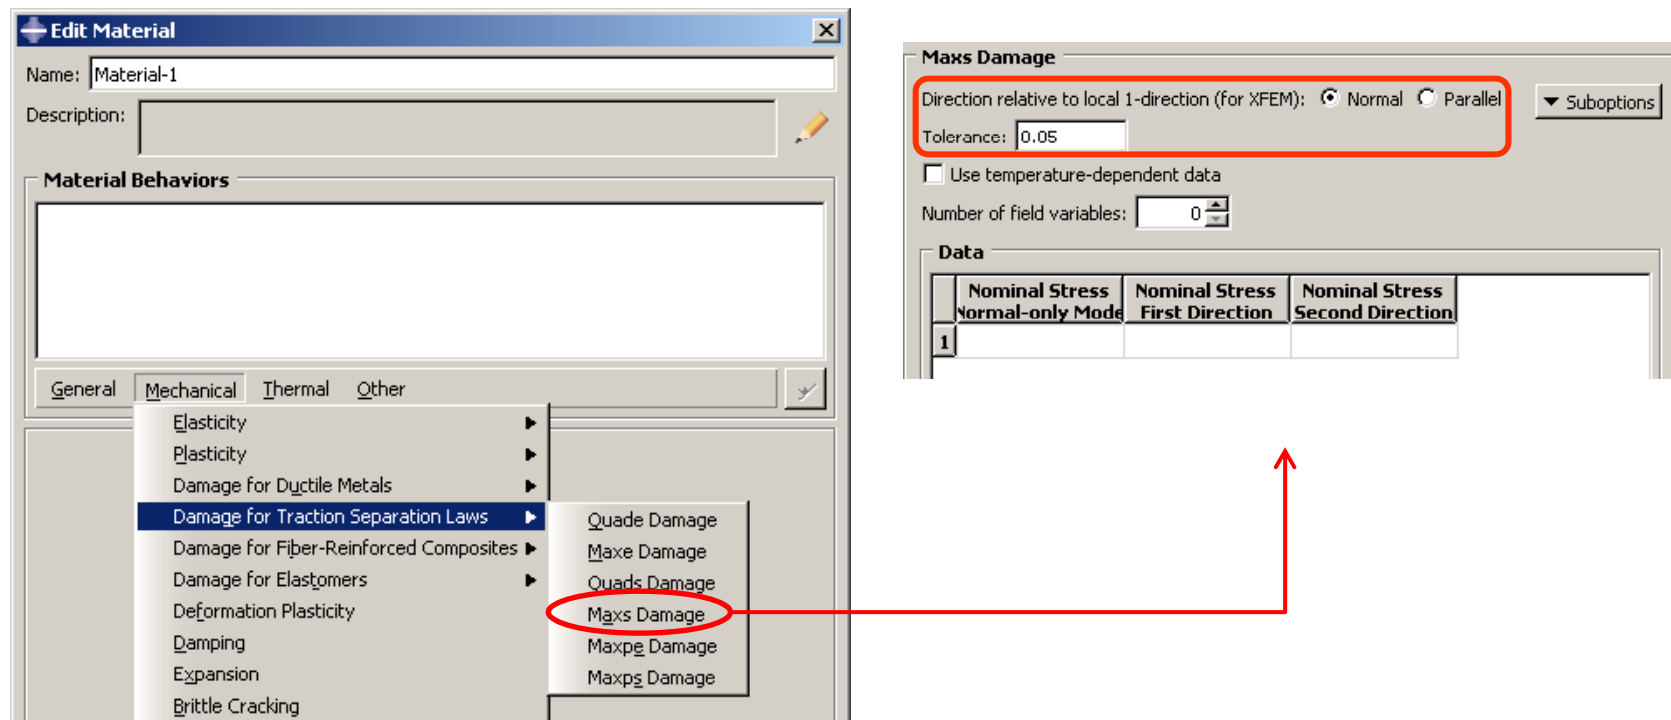 Edit Material
Name: Material-1
Description:
Material Behaviors
General Mechanical Thermal Other
Elasticity
Plasticity
Damage for Ductile Metals
Damage for Traction Separation Laws
Damage for Fiber-Reinforced Composites
Damage for Elastomers
Deformation Plasticity
Damping
Expansion
Brittle Cracking
Quade Damage
Maxe Damage
Quads Damage
Maxs Damage
Maxpe Damage
Maxps Damage
Maxs Damage
Direction relative to local 1-direction (for XFEM): Normal Parallel
Suboptions
Tolerance: 0.05
Use temperature-dependent data
Number of field variables: 0
Data
Nominal Stress Nominal Stress Nominal Stress
Normal-only Mode First Direction Second Direction
1